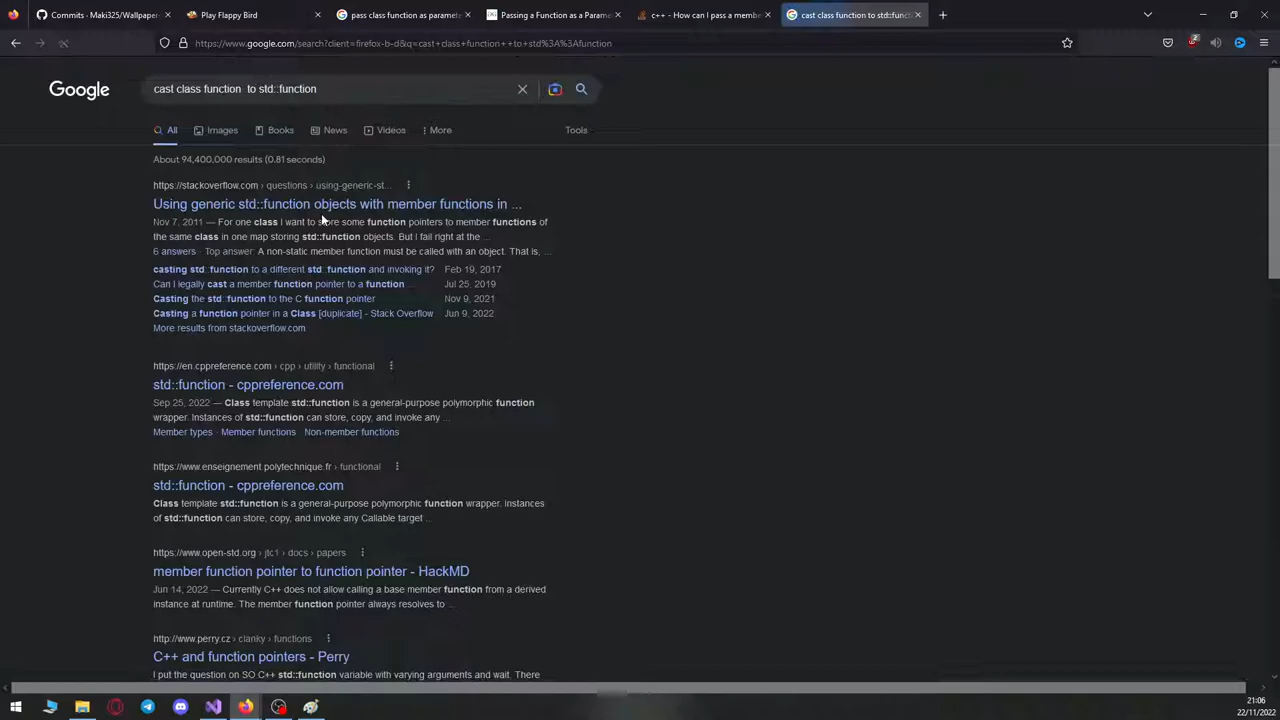 Commits · Maki325/Wallpaper-
Play Flappy Bird
pass class function as paramete
Passing a Function as a Parame
c++ - How can I pass a membe
cast class function to std::funct
https://www.google.com/search?client=firefox-b-d&q=cast+class+function++to+std%3A%3Afunction
Google
cast class function  to std::function
All
Images
Books
News
Videos
More
Tools
About 94,400,000 results (0.81 seconds)
https://stackoverflow.com › questions › using-generic-st...
Using generic std::function objects with member functions in ...
Nov 7, 2011 — For one class I want to store some function pointers to member functions of
the same class in one map storing std::function objects. But I fail right at the ...
6 answers · Top answer: A non-static member function must be called with an object. That is, ...
casting std::function to a different std::function and invoking it? Feb 19, 2017
Can I legally cast a member function pointer to a function ... Jul 25, 2019
Casting the std::function to the C function pointer Nov 9, 2021
Casting a function pointer in a Class [duplicate] - Stack Overflow Jun 9, 2022
More results from stackoverflow.com
https://en.cppreference.com › cpp › utility › functional
std::function - cppreference.com
Sep 25, 2022 — Class template std::function is a general-purpose polymorphic function
wrapper. Instances of std::function can store, copy, and invoke any ...
Member types · Member functions · Non-member functions
https://www.enseignement.polytechnique.fr › functional
std::function - cppreference.com
Class template std::function is a general-purpose polymorphic function wrapper. Instances
of std::function can store, copy, and invoke any Callable target ...
https://www.open-std.org › jtc1 › docs › papers
member function pointer to function pointer - HackMD
Jun 14, 2022 — Currently C++ does not allow calling a base member function from a derived
instance at runtime. The member function pointer always resolves to ...
http://www.perry.cz › clanky › functions
C++ and function pointers - Perry
I put the question on SO C++ std::function variable with varying arguments and wait. There
21:06
22/11/2022